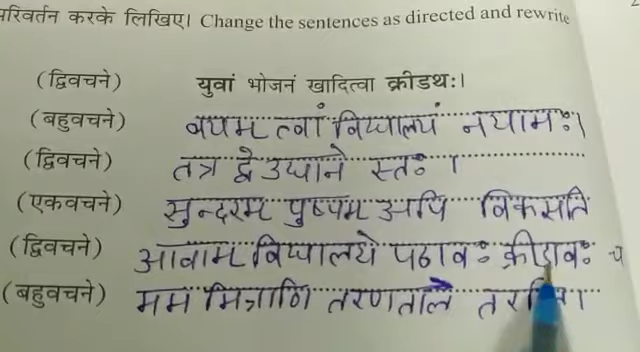 परिवर्तन करके लिखिए। Change the sentences as directed and rewrite
(द्विवचने) युवां भोजनं खादित्वा क्रीडथः।
(बहुवचने) वयम त्वां विद्यालयं नयामः।
(द्विवचने) तत्र द्वे उद्याने स्तः ।
(एकवचने) सुन्दरम पुष्पम अपि विकसति
(द्विवचने) आवाम विद्यालये पठावः क्रीडावः च
(बहुवचने) मम मित्राणि तरणताले